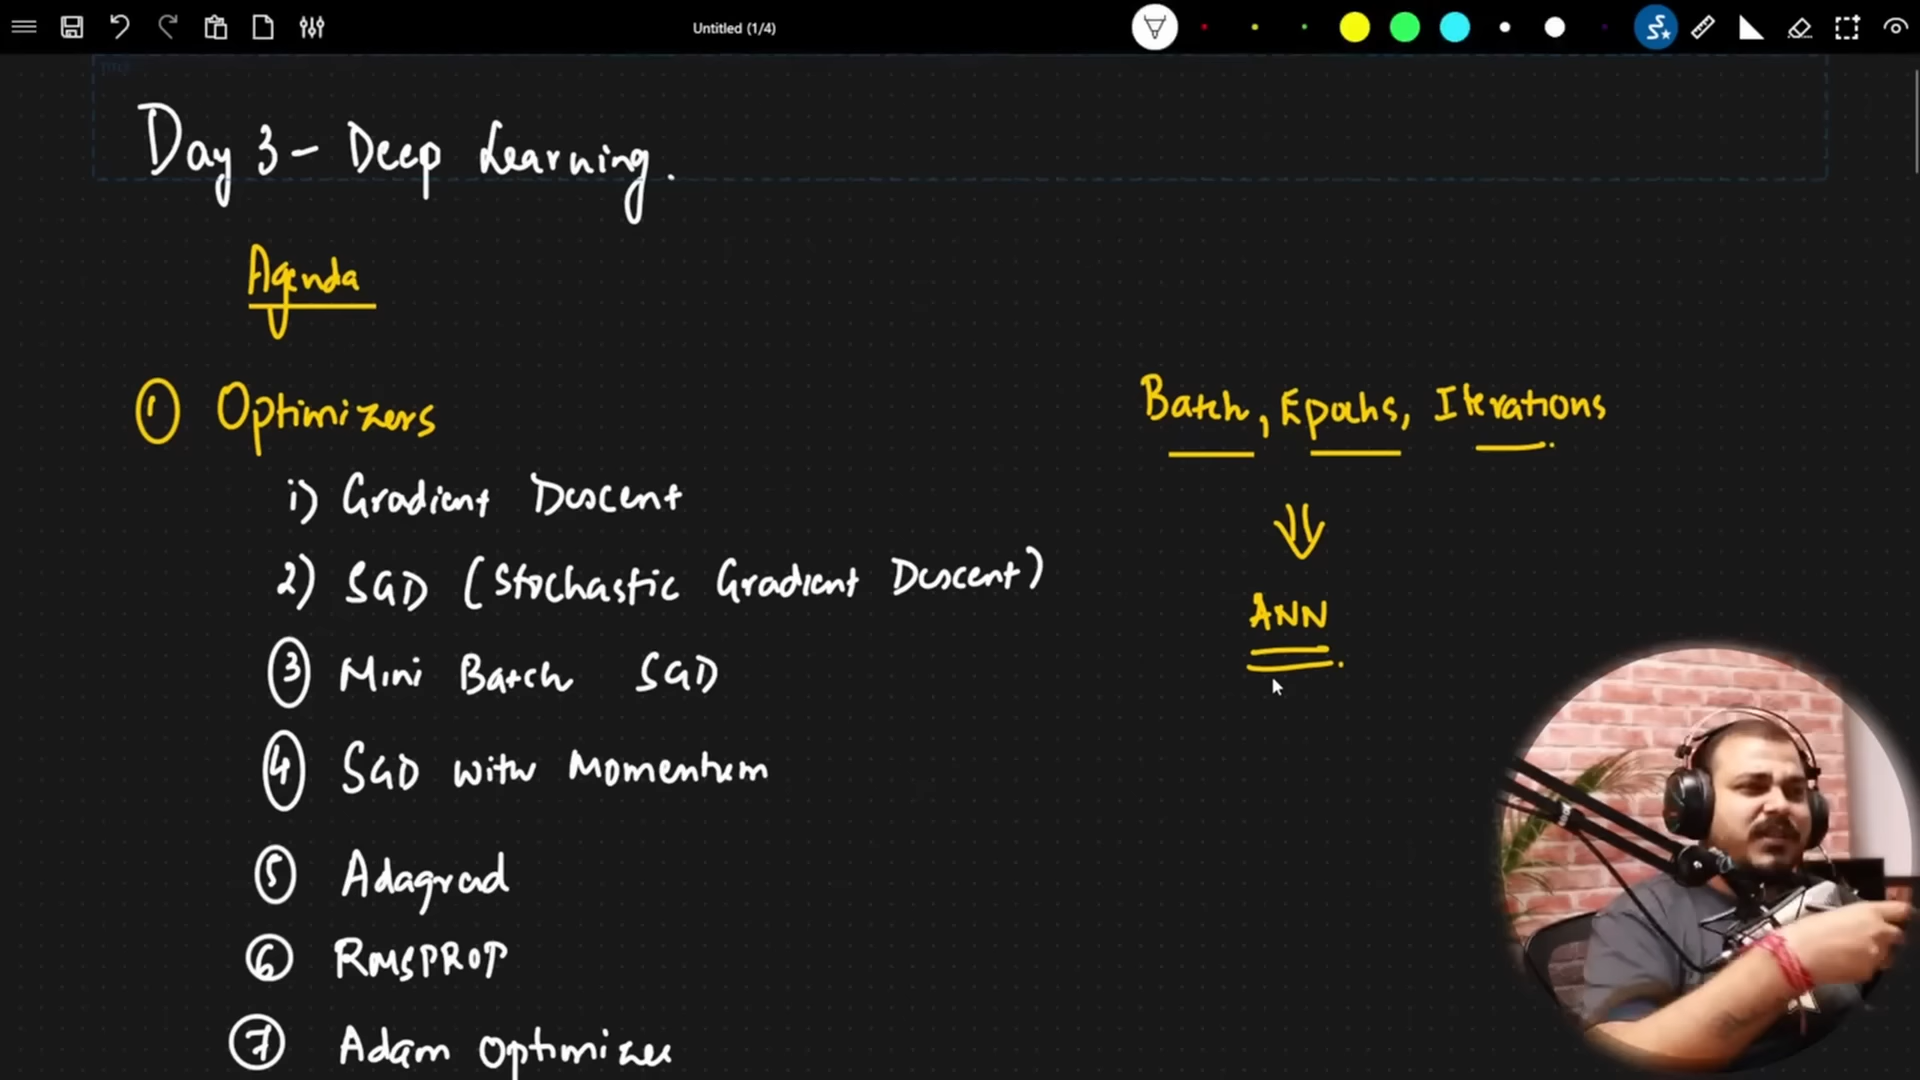 Untitled (1/4)
TITLE
Day 3 - Deep Learning.
Agenda
① Optimizers
i) Gradient Descent
2) SGD (Stochastic Gradient Descent)
③ Mini Batch SGD
④ SGD with Momentum
⑤ Adagrad
⑥ RMSPROP
⑦ Adam Optimizer
Batch, Epochs, Iterations
ANN